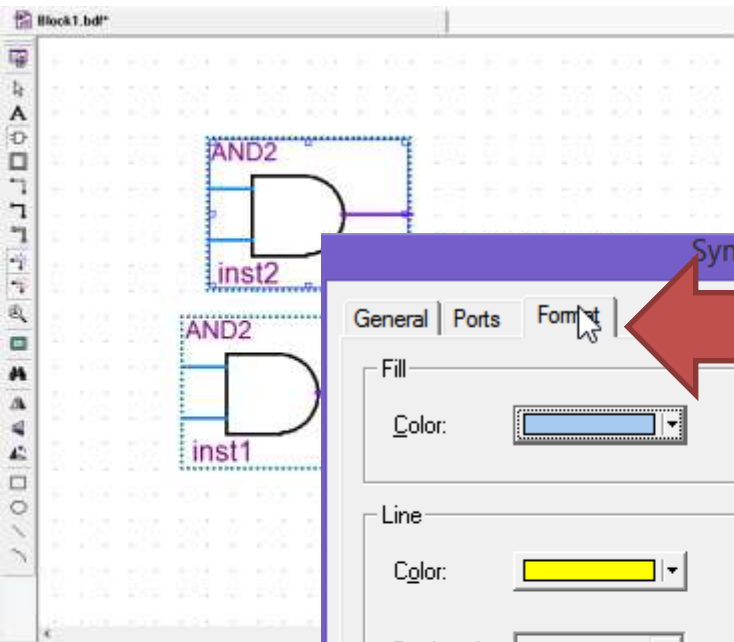 Block1.bdf*
A
AND2
inst2
Sym
General Ports Format
AND2
Fill
Color:
inst1
Line
Color: